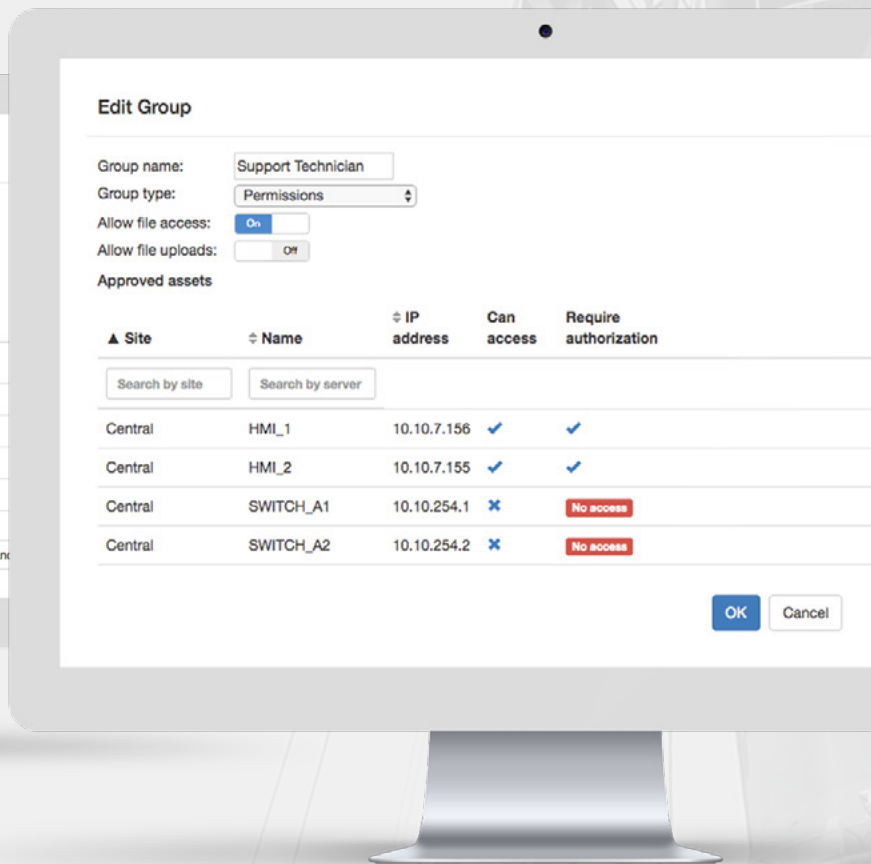 Edit Group
Group name: Support Technician
Group type: Permissions
Allow file access: On
Allow file uploads: Off
Approved assets
▲ Site Name IP address Can access Require authorization
Search by site Search by server
Central HMI_1 10.10.7.156 ✔ ✔
Central HMI_2 10.10.7.155 ✔ ✔
Central SWITCH_A1 10.10.254.1 ✖ No access
Central SWITCH_A2 10.10.254.2 ✖ No access
OK Cancel